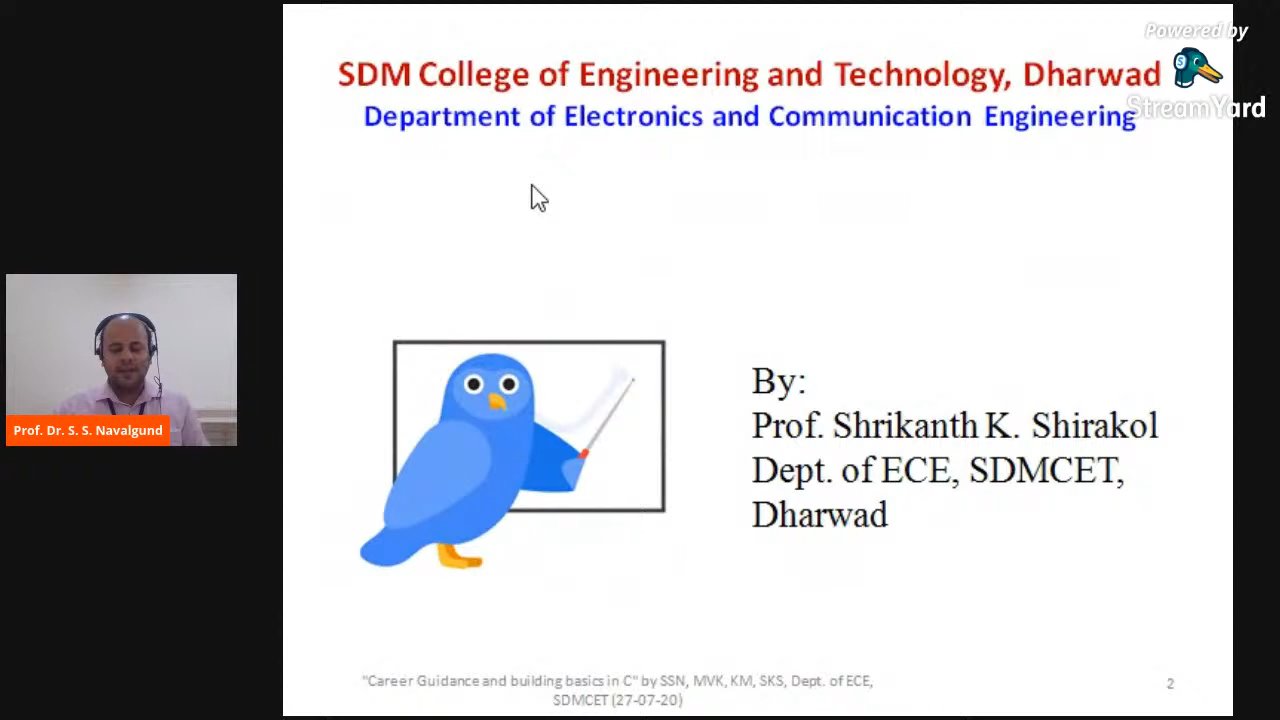 Powered by
StreamYard
SDM College of Engineering and Technology, Dharwad
Department of Electronics and Communication Engineering
By:
Prof. Shrikanth K. Shirakol
Dept. of ECE, SDMCET,
Dharwad
Prof. Dr. S. S. Navalgund
"Career Guidance and building basics in C" by SSN, MVK, KM, SKS, Dept. of ECE,
SDMCET (27-07-20)
2